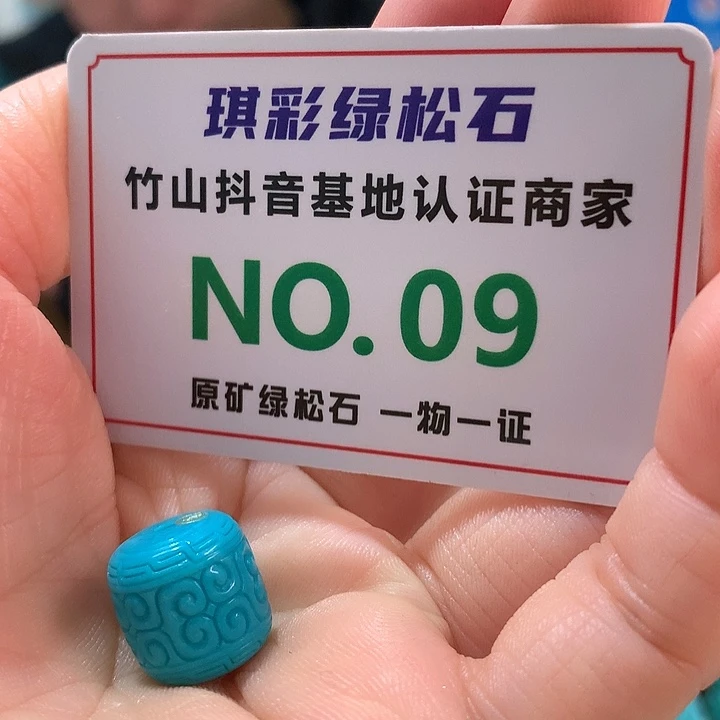 琪彩绿松石
竹山抖音基地认证商家
NO.09
原矿绿松石 一物一证